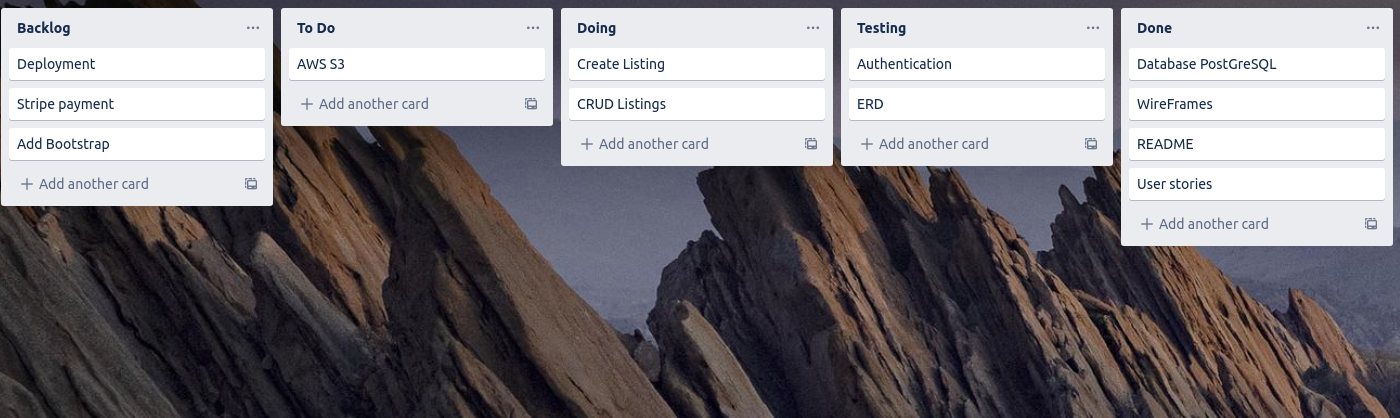 Backlog
Deployment
Stripe payment
Add Bootstrap
+ Add another card
To Do
AWS S3
+ Add another card
Doing
Create Listing
CRUD Listings
+ Add another card
Testing
Authentication
ERD
+ Add another card
Done
Database PostGreSQL
WireFrames
README
User stories
+ Add another card